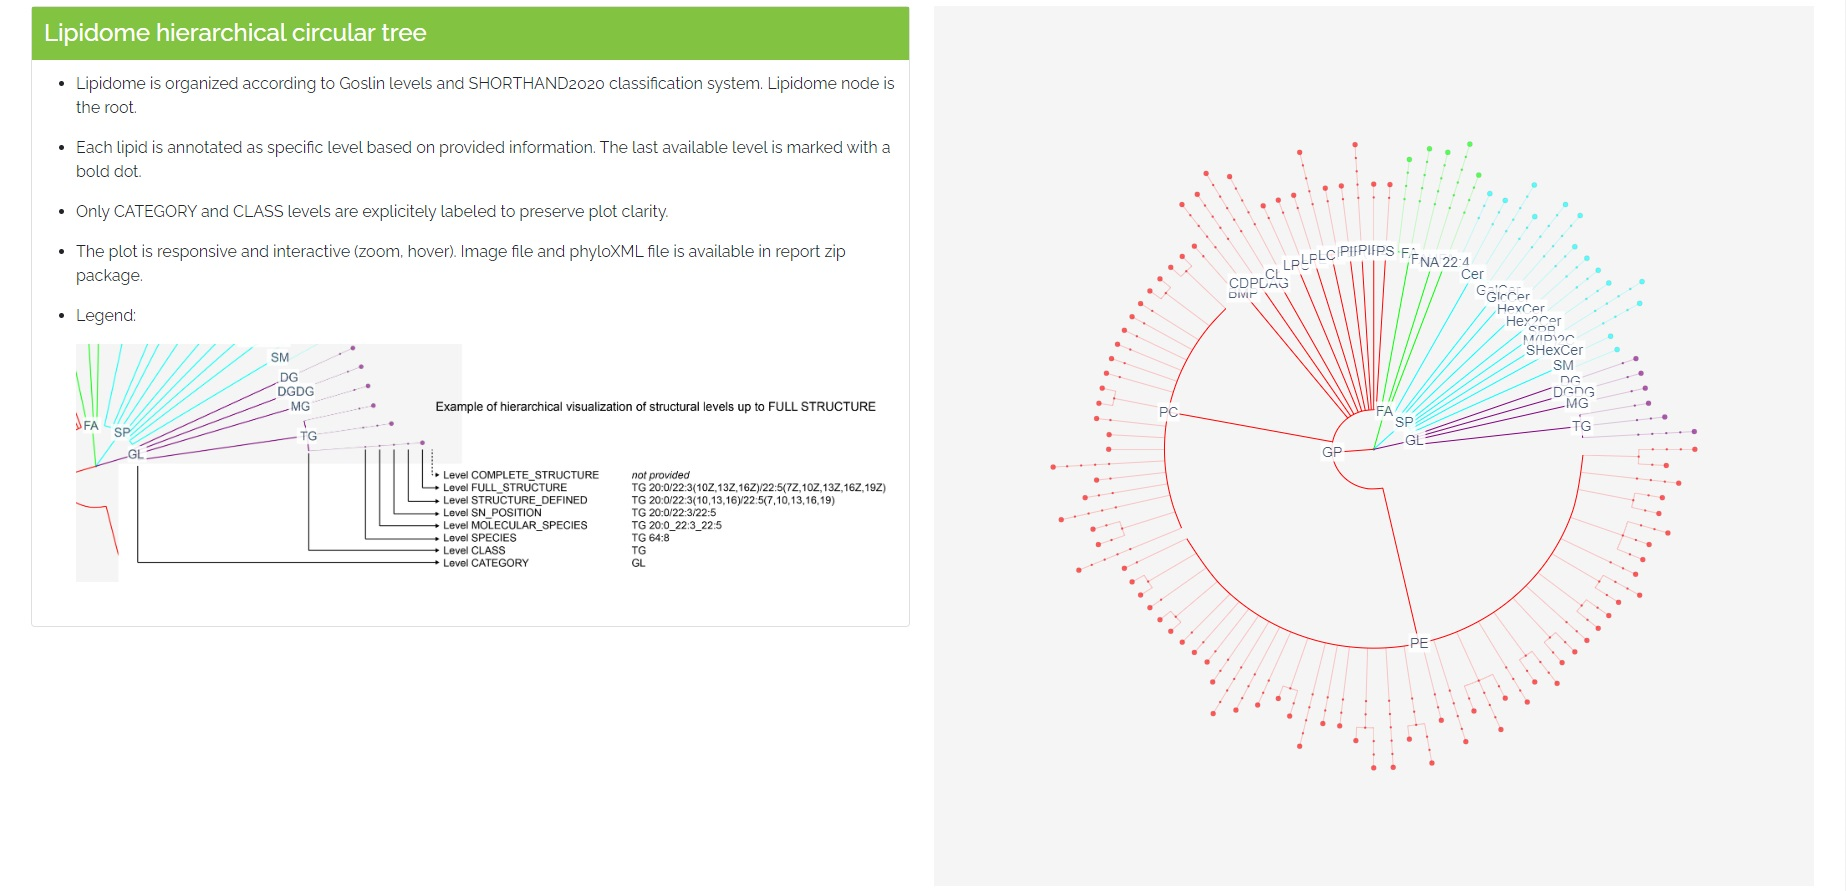 Lipidome hierarchical circular tree
Lipidome is organized according to Goslin levels and SHORTHAND2020 classification system. Lipidome node is
the root.
Each lipid is annotated as specific level based on provided information. The last available level is marked with a
bold dot.
Only CATEGORY and CLASS levels are explicitely labeled to preserve plot clarity.
The plot is responsive and interactive (zoom, hover). Image file and phyloXML file is available in report zip
package.
Legend:
SM
DG
DGDG
MG
FA
SP
TG
GL
Example of hierarchical visualization of structural levels up to FULL STRUCTURE
Level COMPLETE_STRUCTURE not provided
Level FULL_STRUCTURE TG 20:0/22:3(10Z,13Z,16Z)/22:5(7Z,10Z,13Z,16Z,19Z)
Level STRUCTURE_DEFINED TG 20:0/22:3(10,13,16)/22:5(7,10,13,16,19)
Level SN_POSITION TG 20:0/22:3/22:5
Level MOLECULAR_SPECIES TG 20:0_22:3_22:5
Level SPECIES TG 64:8
Level CLASS TG
Level CATEGORY GL
BMP
CL
PS
NA 22:4
Cer
GlcCer
HexCer
Hex2Cer
SHexCer
SM
DG
DGDG
MG
TG
PC
FA
SP
GL
GP
PE